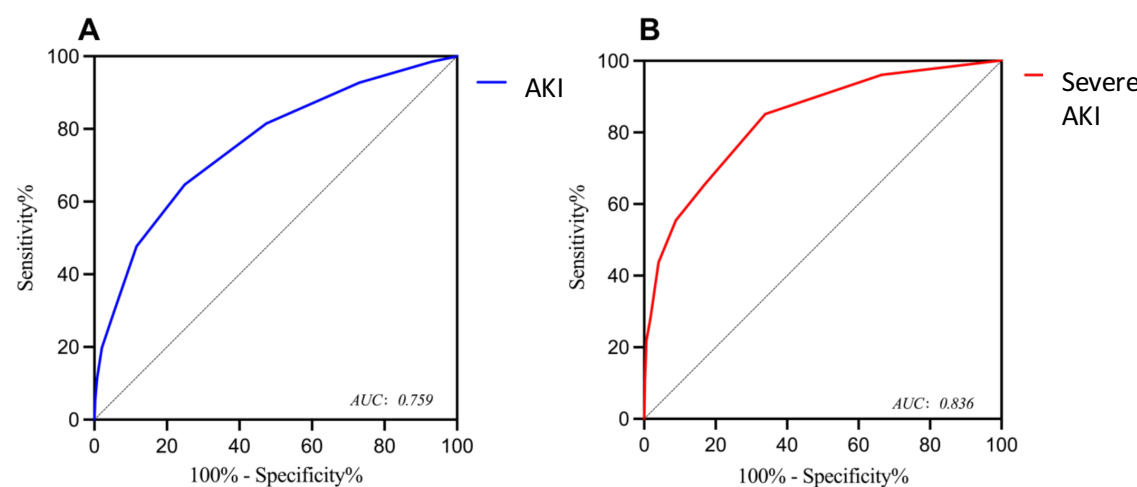 A
100
80
60
40
20
0
Sensitivity%
0 20 40 60 80 100
100% - Specificity%
AUC: 0.759
AKI
B
100
80
60
40
20
0
Sensitivity%
0 20 40 60 80 100
100% - Specificity%
AUC: 0.836
Severe
AKI